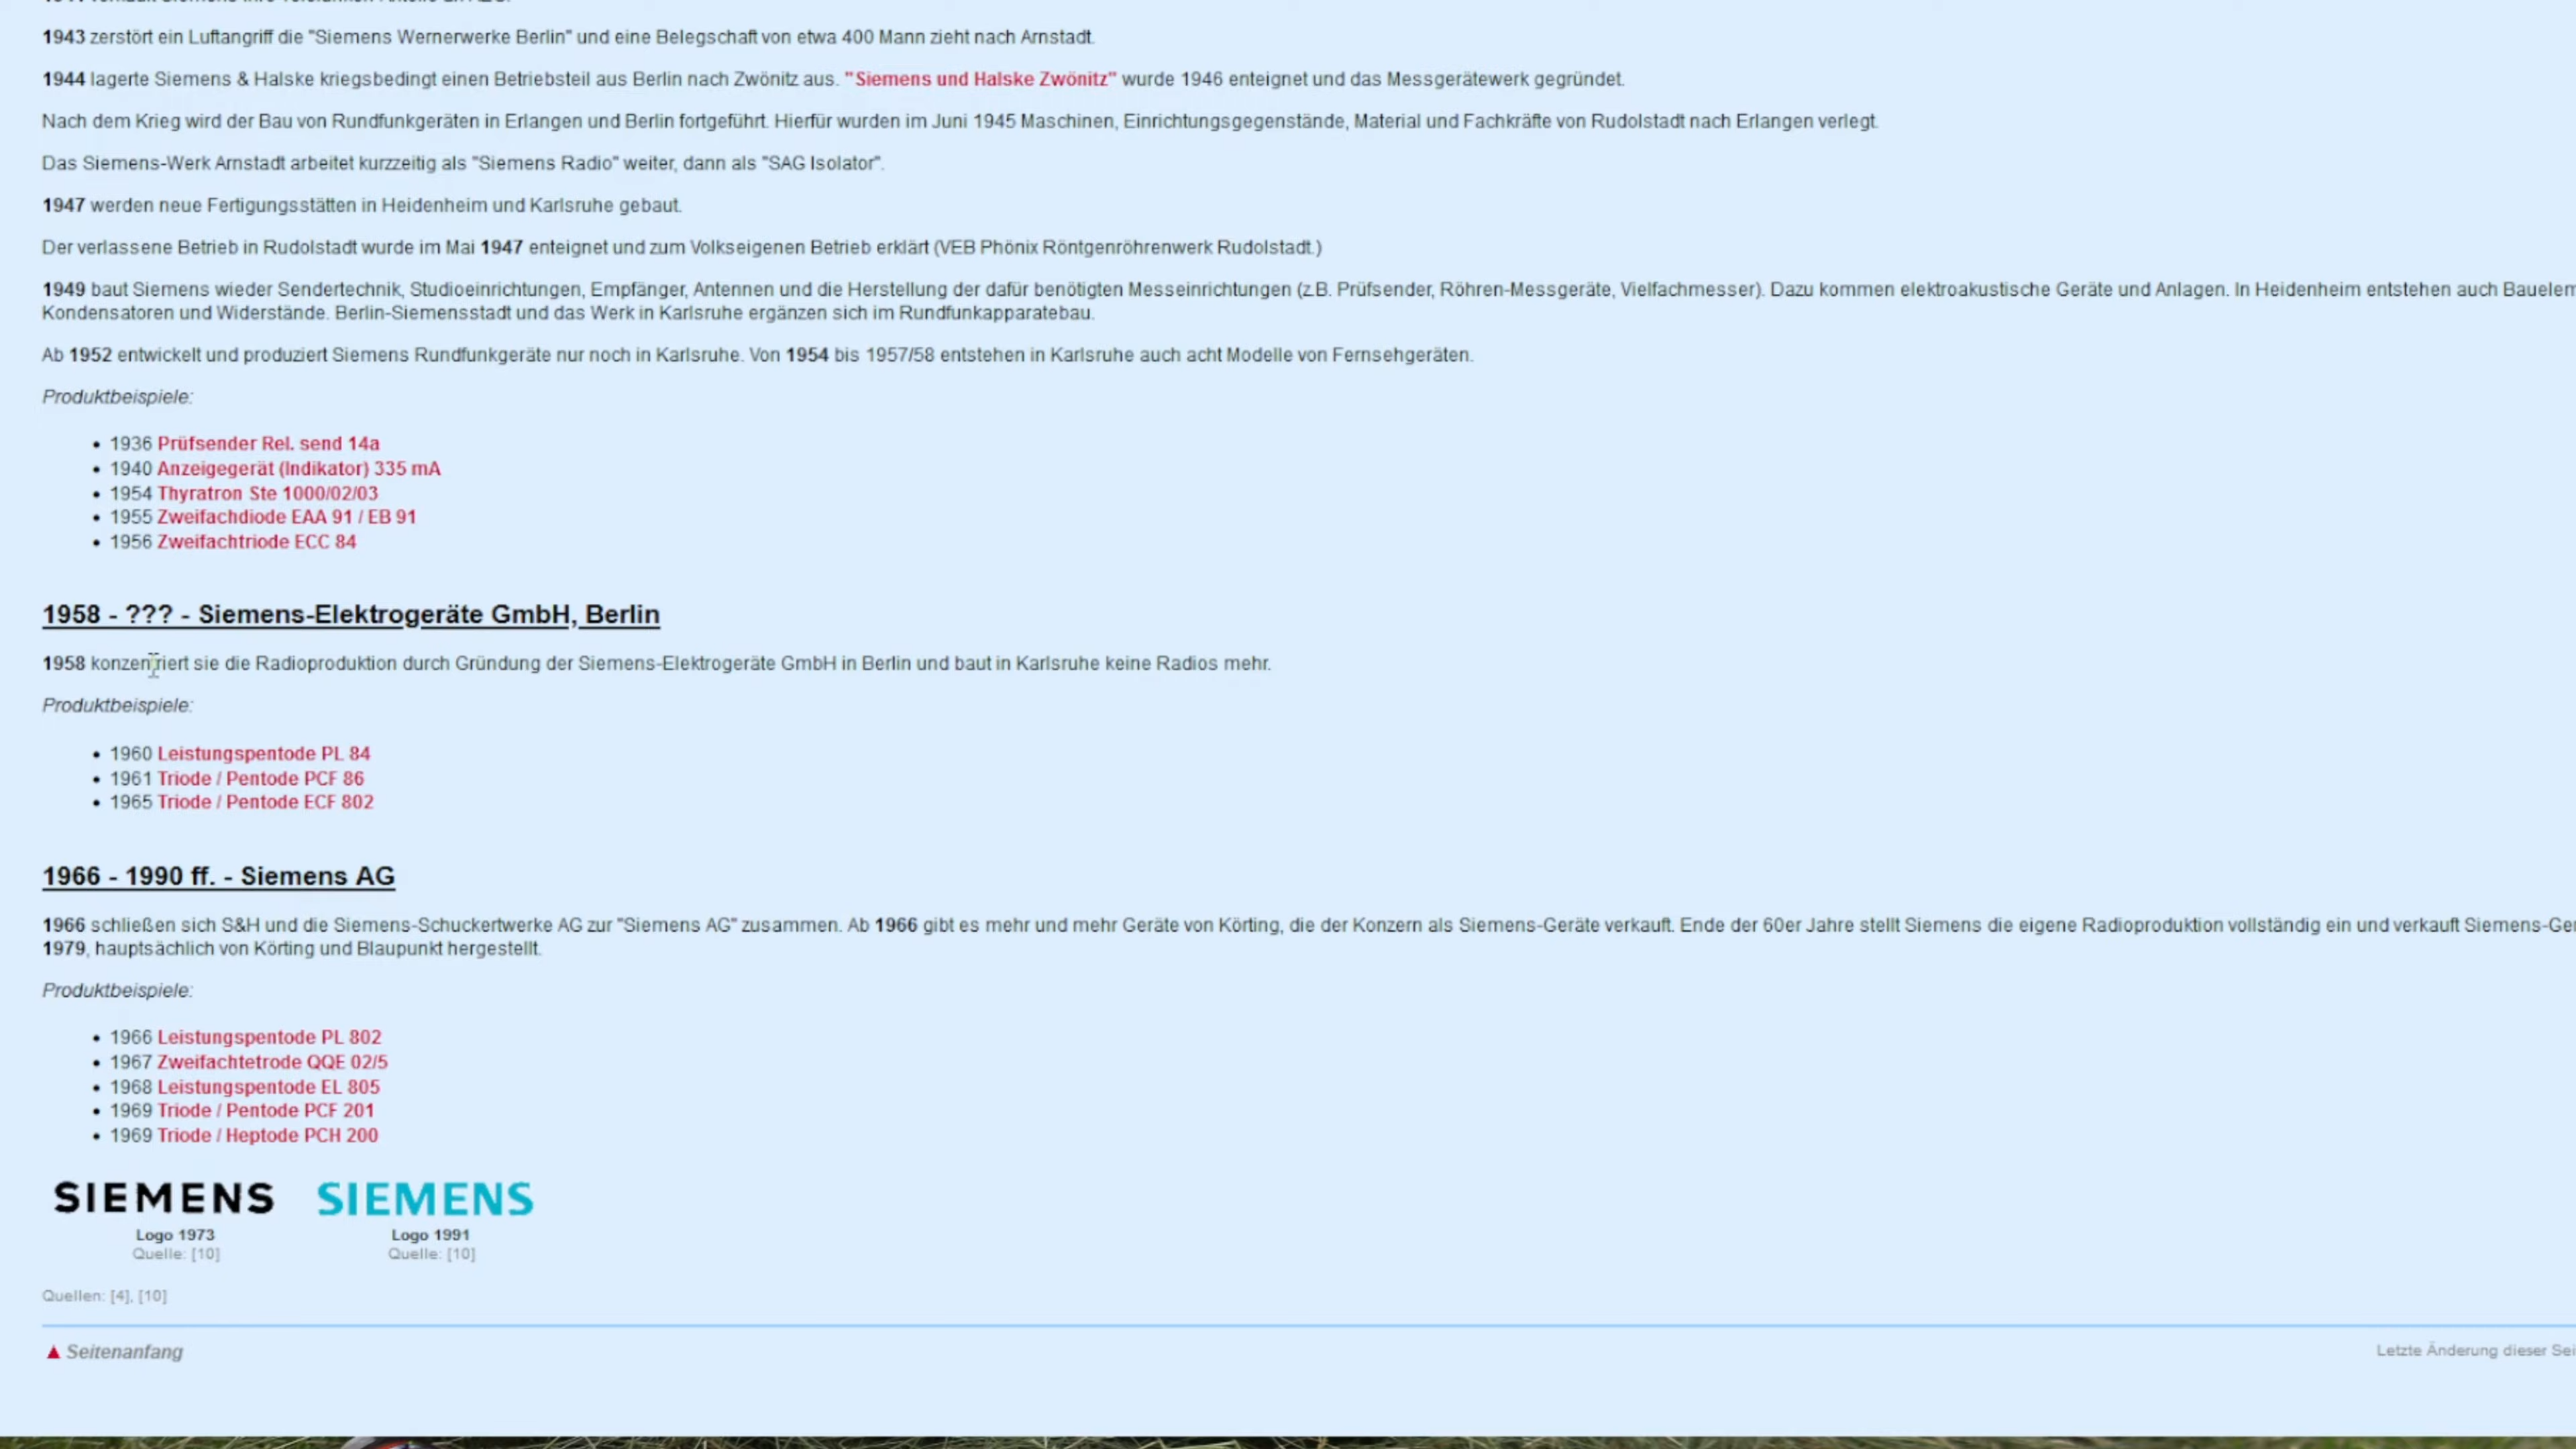 1943 zerstört ein Luftangriff die "Siemens Wernerwerke Berlin" und eine Belegschaft von etwa 400 Mann zieht nach Arnstadt.
1944 lagerte Siemens & Halske kriegsbedingt einen Betriebsteil aus Berlin nach Zwönitz aus. "Siemens und Halske Zwönitz" wurde 1946 enteignet und das Messgerätewerk gegründet.
Nach dem Krieg wird der Bau von Rundfunkgeräten in Erlangen und Berlin fortgeführt. Hierfür wurden im Juni 1945 Maschinen, Einrichtungsgegenstände, Material und Fachkräfte von Rudolstadt nach Erlangen verlegt.
Das Siemens-Werk Arnstadt arbeitet kurzzeitig als "Siemens Radio" weiter, dann als "SAG Isolator".
1947 werden neue Fertigungsstätten in Heidenheim und Karlsruhe gebaut.
Der verlassene Betrieb in Rudolstadt wurde im Mai 1947 enteignet und zum Volkseigenen Betrieb erklärt (VEB Phönix Röntgenröhrenwerk Rudolstadt.)
1949 baut Siemens wieder Sendertechnik, Studioeinrichtungen, Empfänger, Antennen und die Herstellung der dafür benötigten Messeinrichtungen (z.B. Prüfsender, Röhren-Messgeräte, Vielfachmesser). Dazu kommen elektroakustische Geräte und Anlagen. In Heidenheim entstehen auch Bauelem
Kondensatoren und Widerstände. Berlin-Siemensstadt und das Werk in Karlsruhe ergänzen sich im Rundfunkapparatebau.
Ab 1952 entwickelt und produziert Siemens Rundfunkgeräte nur noch in Karlsruhe. Von 1954 bis 1957/58 entstehen in Karlsruhe auch acht Modelle von Fernsehgeräten.
Produktbeispiele:
• 1936 Prüfsender Rel. send 14a
• 1940 Anzeigegerät (Indikator) 335 mA
• 1954 Thyratron Ste 1000/02/03
• 1955 Zweifachdiode EAA 91 / EB 91
• 1956 Zweifachtriode ECC 84
1958 - ??? - Siemens-Elektrogeräte GmbH, Berlin
1958 konzentriert sie die Radioproduktion durch Gründung der Siemens-Elektrogeräte GmbH in Berlin und baut in Karlsruhe keine Radios mehr.
Produktbeispiele:
• 1960 Leistungspentode PL 84
• 1961 Triode / Pentode PCF 86
• 1965 Triode / Pentode ECF 802
1966 - 1990 ff. - Siemens AG
1966 schließen sich S&H und die Siemens-Schuckertwerke AG zur "Siemens AG" zusammen. Ab 1966 gibt es mehr und mehr Geräte von Körting, die der Konzern als Siemens-Geräte verkauft. Ende der 60er Jahre stellt Siemens die eigene Radioproduktion vollständig ein und verkauft Siemens-Ge
1979, hauptsächlich von Körting und Blaupunkt hergestellt.
Produktbeispiele:
• 1966 Leistungspentode PL 802
• 1967 Zweifachtetrode QQE 02/5
• 1968 Leistungspentode EL 805
• 1969 Triode / Pentode PCF 201
• 1969 Triode / Heptode PCH 200
SIEMENS SIEMENS
Logo 1973 Logo 1991
Quelle: [10] Quelle: [10]
Quellen: [4], [10]
▲ Seitenanfang Letzte Änderung dieser Sei